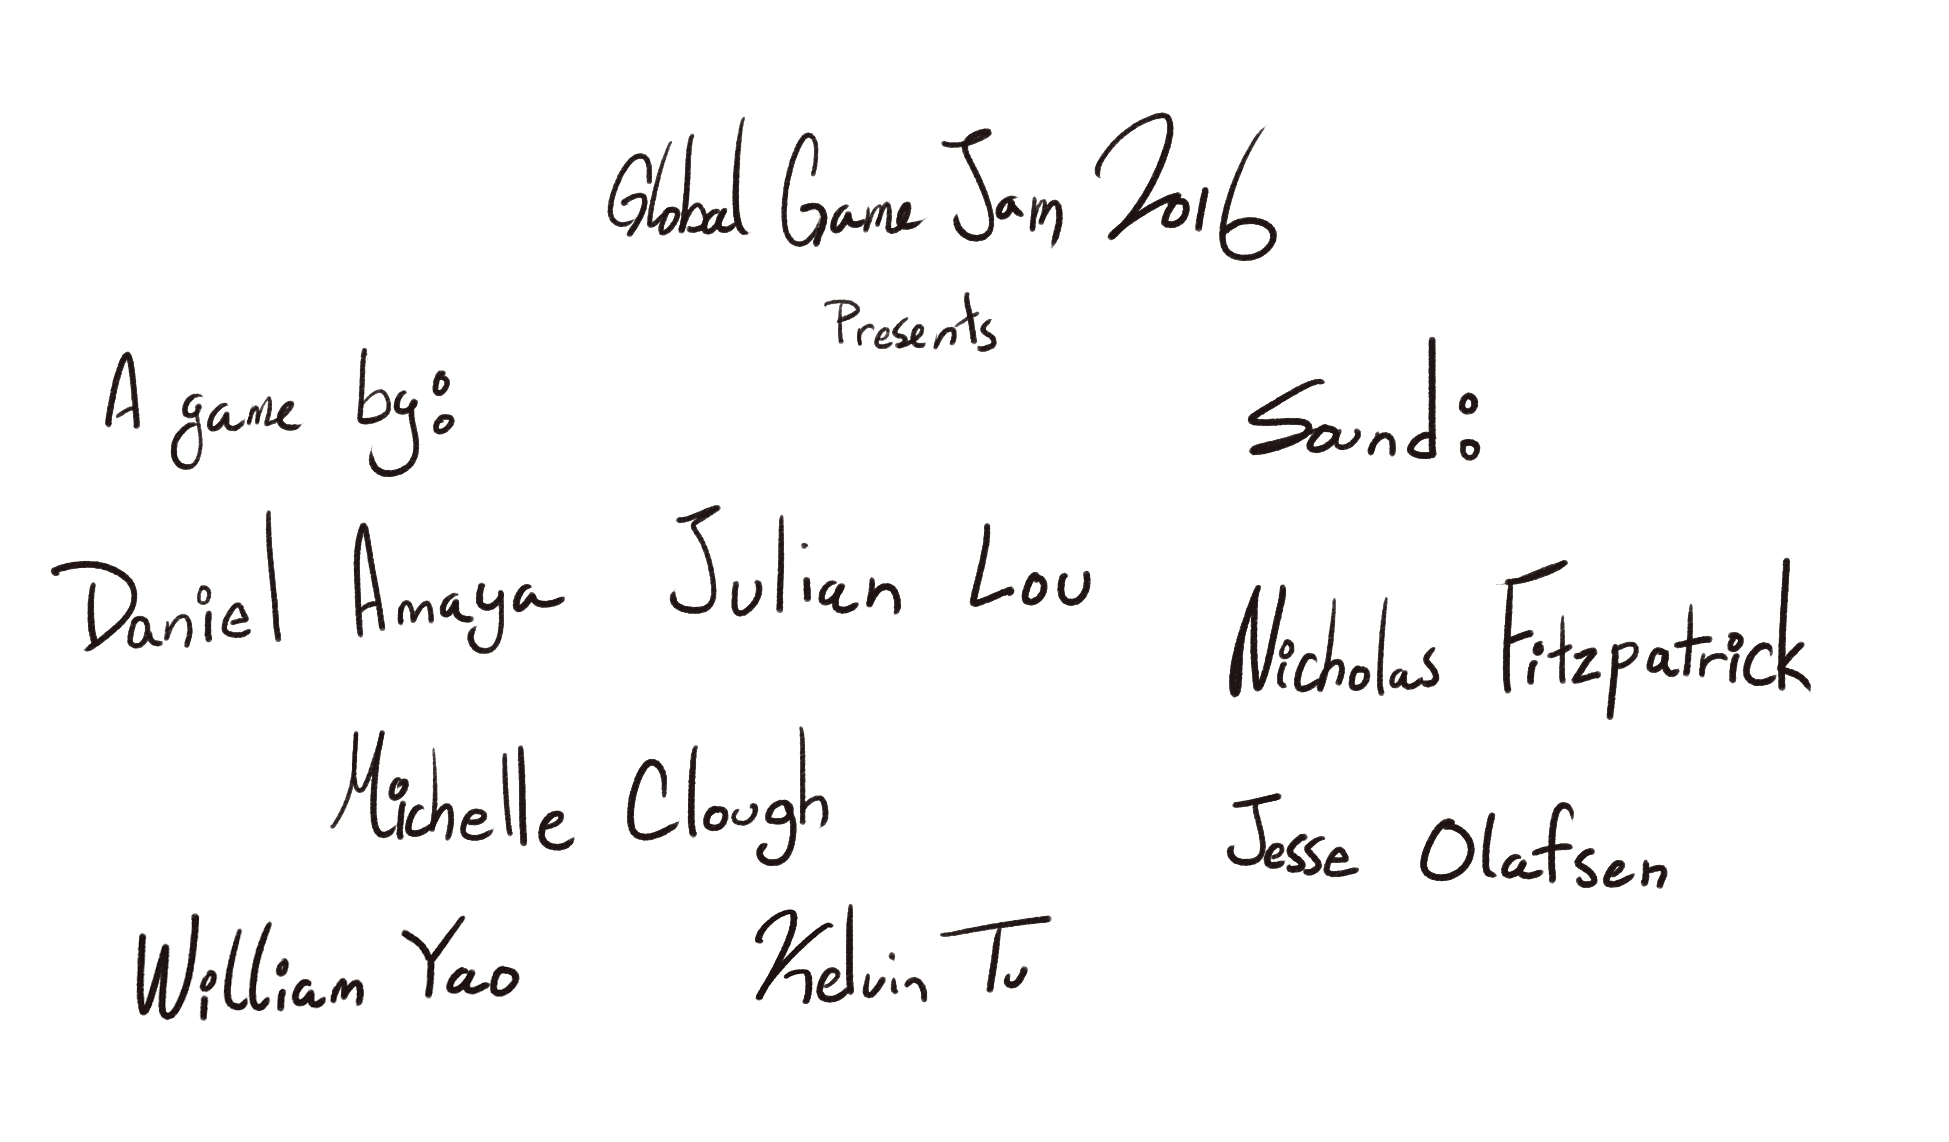 Global Game Jam 2016
Presents
A game by:
Daniel Amaya Julian Lou
Michelle Clough
William Yao Kelvin Tu
Sound:
Nicholas Fitzpatrick
Jesse Olafsen